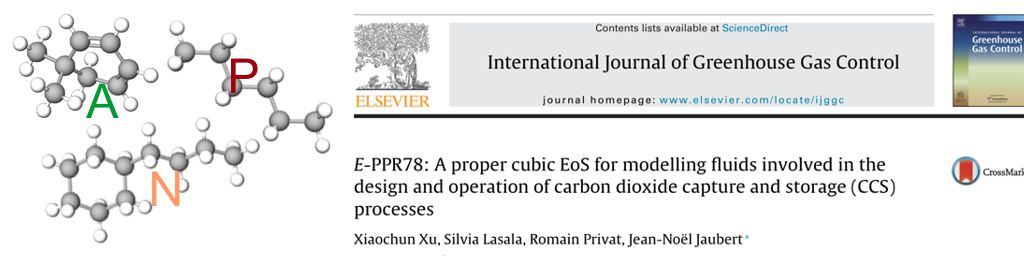 A
P
N
ELSEVIER
Contents lists available at ScienceDirect
International Journal of Greenhouse Gas Control
journal homepage: www.elsevier.com/locate/ijggc
Greenhouse
Gas Control
E-PPR78: A proper cubic EoS for modelling fluids involved in the
design and operation of carbon dioxide capture and storage (CCS)
processes
CrossMark
Xiaochun Xu, Silvia Lasala, Romain Privat, Jean-Noël Jaubert*